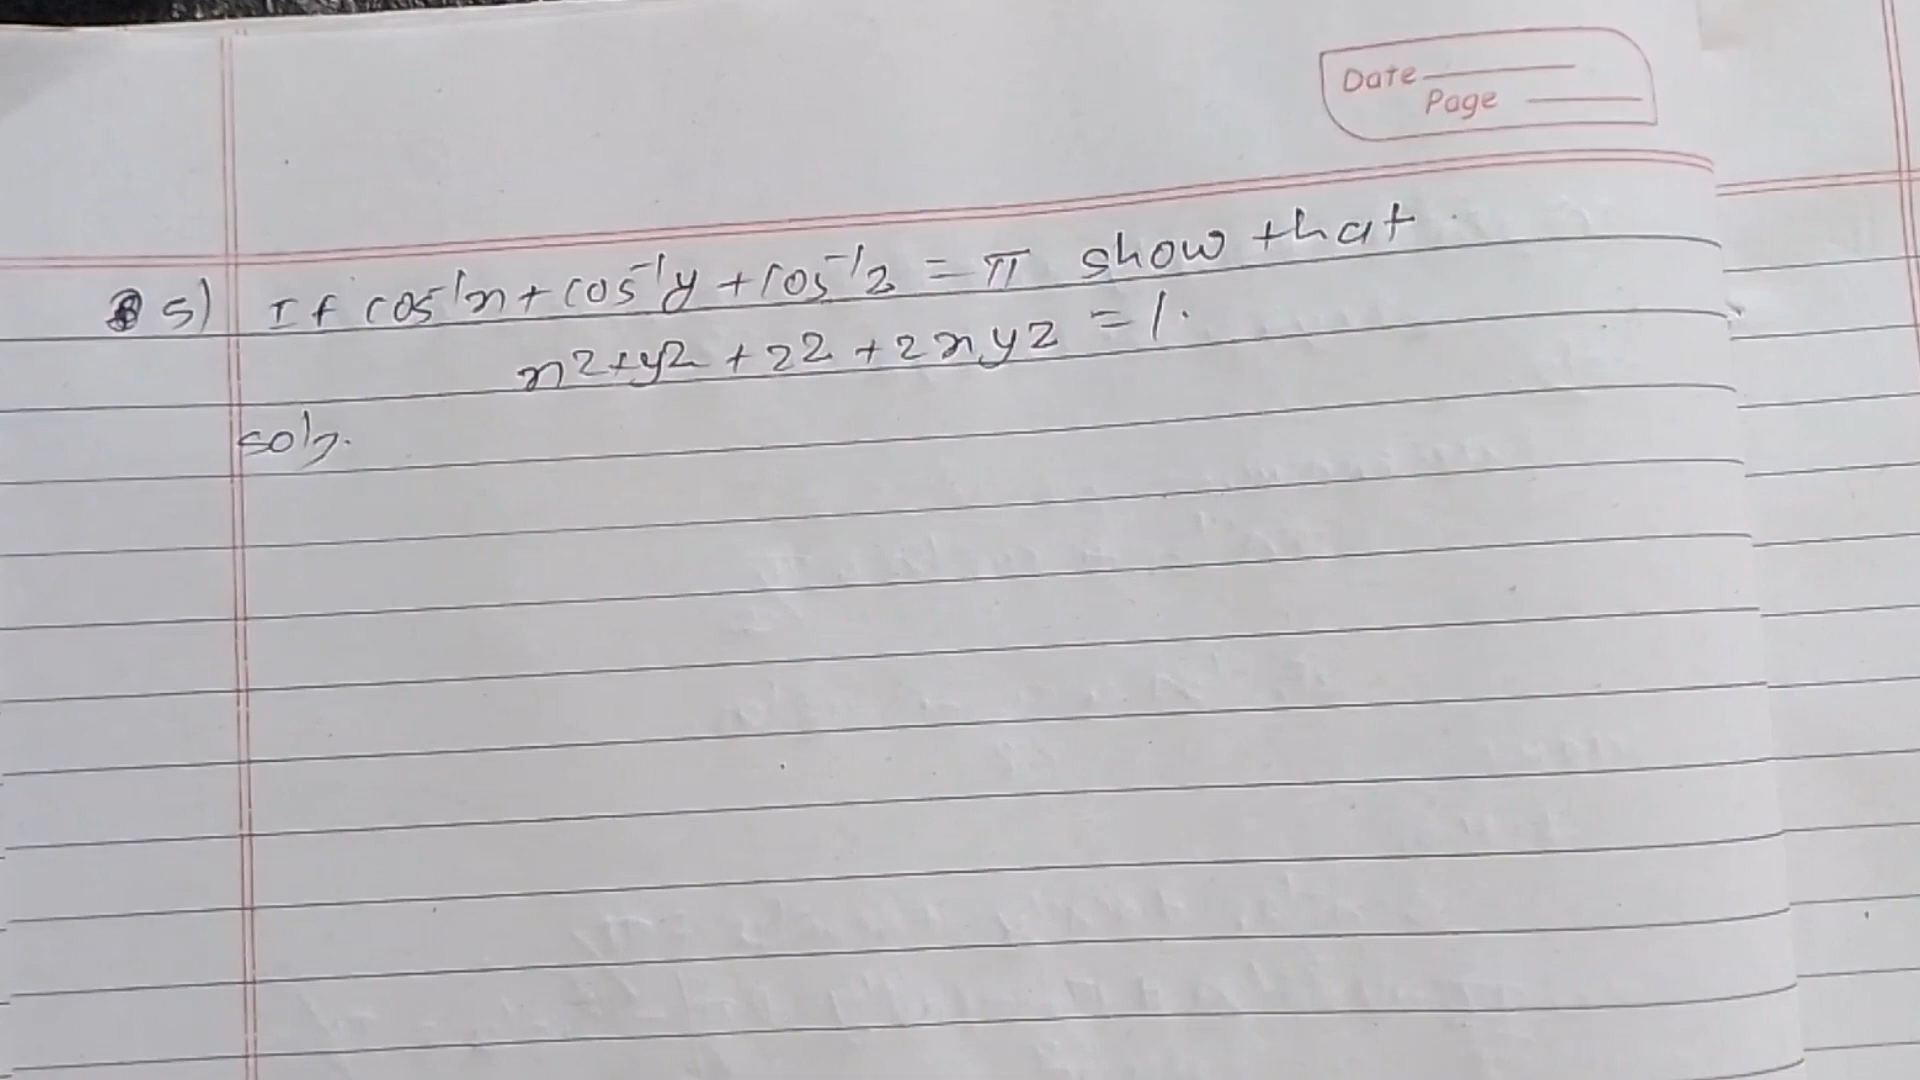 Date
Page
5) If cos⁻¹x + cos⁻¹y + cos⁻¹z = π show that
x2 + y2 + z2 + 2xyz = 1.
soln.